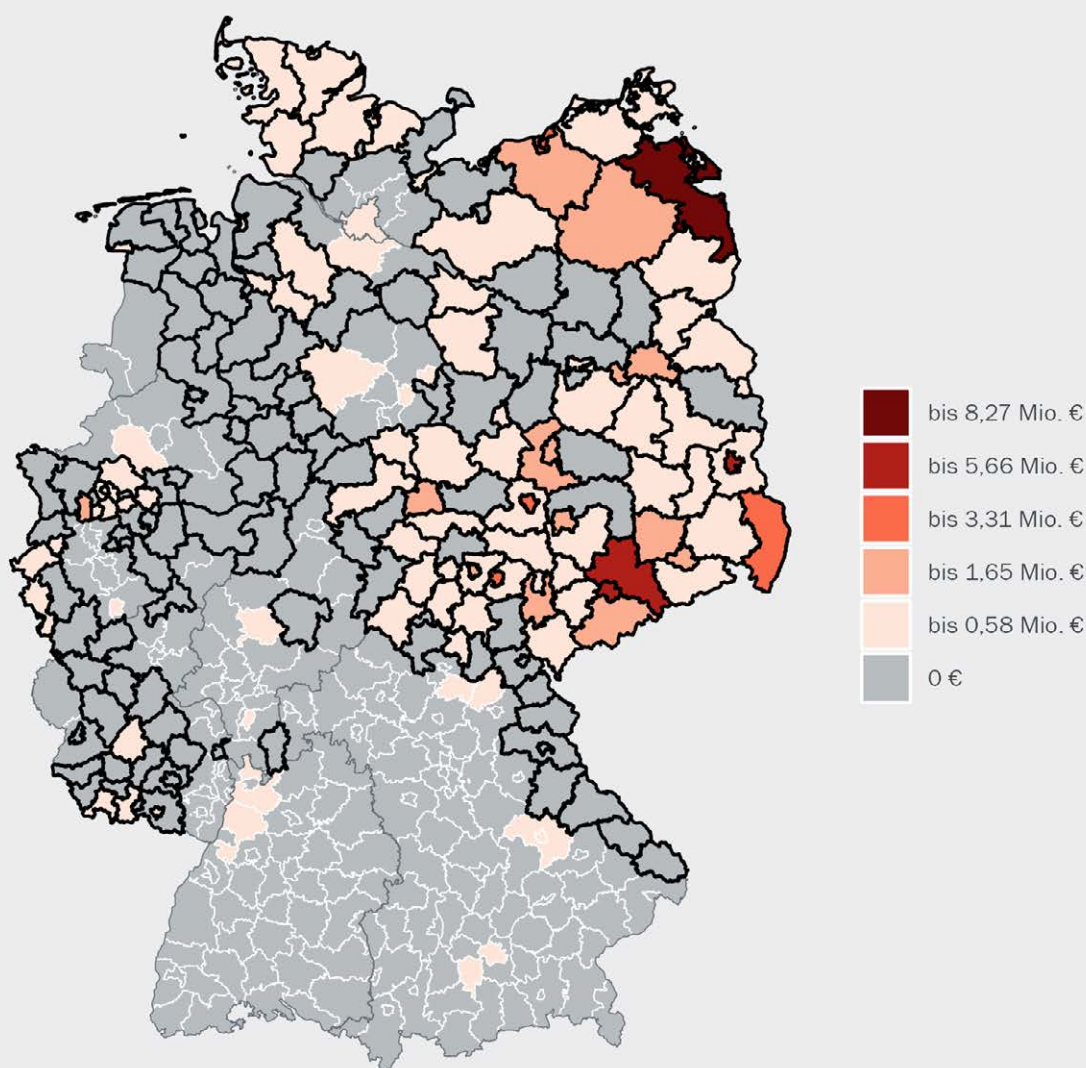 bis 8,27 Mio. €
bis 5,66 Mio. €
bis 3,31 Mio. €
bis 1,65 Mio. €
bis 0,58 Mio. €
0 €